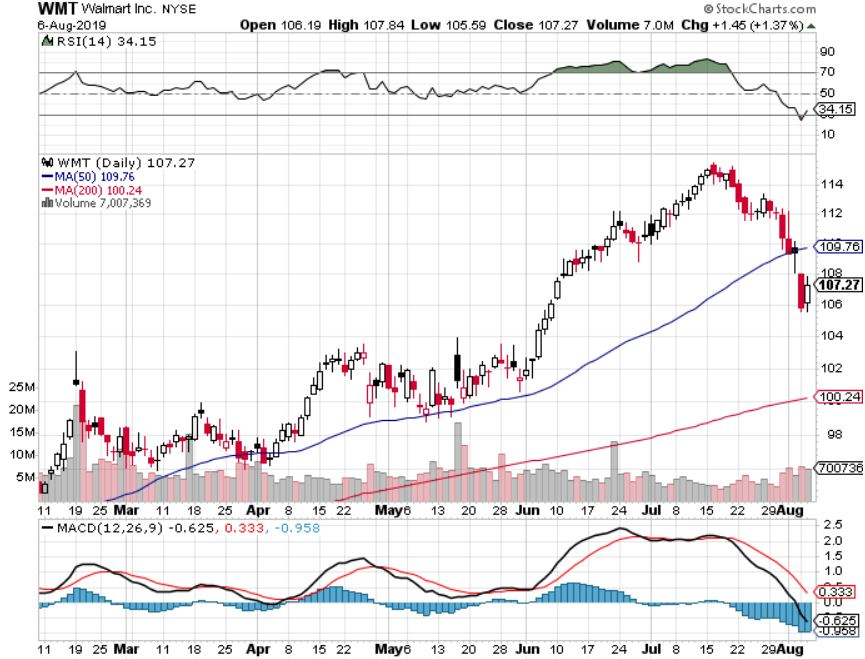 WMT Walmart Inc. NYSE
© StockCharts.com
6-Aug-2019
Open 106.19 High 107.84 Low 105.59 Close 107.27 Volume 7.0M Chg +1.45 (+1.37%)
RSI(14) 34.15
90
70
50
34.15
10
WMT (Daily) 107.27
MA(50) 109.76
MA(200) 100.24
Volume 7,007,369
114
112
109.76
108
107.27
106
104
102
100.24
98
700736
25M
20M
15M
10M
5M
11 19 25 Mar 11 18 25 Apr 8 15 22 May 6 13 20 28 Jun 10 17 24 Jul 8 15 22 29 Aug
MACD(12,26,9) -0.625, 0.333, -0.958
2.5
2.0
1.5
1.0
0.5
0.333
0.0
-0.625
-0.958
11 19 25 Mar 11 18 25 Apr 8 15 22 May 6 13 20 28 Jun 10 17 24 Jul 8 15 22 29 Aug